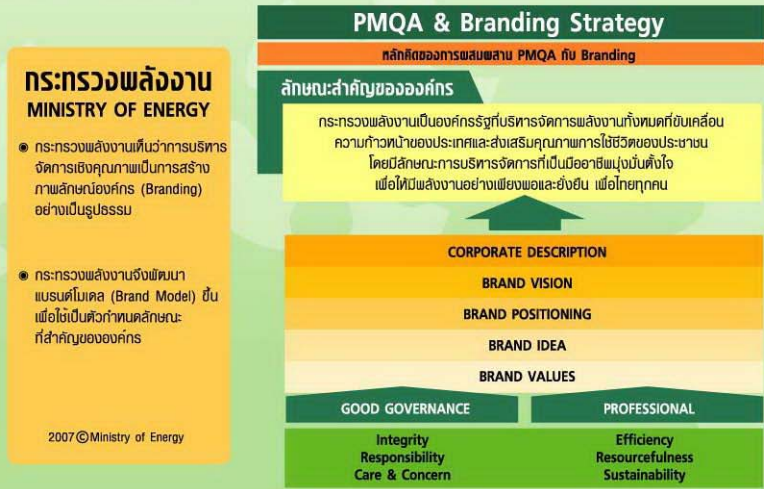 กระทรวงพลังงาน
MINISTRY OF ENERGY
กระทรวงพลังงานเห็นว่าการบริหาร
จัดการเชิงคุณภาพเป็นการสร้าง
ภาพลักษณ์องค์กร (Branding)
อย่างเป็นรูปธรรม
กระทรวงพลังงานจึงพัฒนา
แบรนด์โมเดล (Brand Model) ขึ้น
เพื่อใช้เป็นตัวกำหนดลักษณะ
ที่สำคัญขององค์กร
2007 © Ministry of Energy
PMQA & Branding Strategy
หลักคิดของการผสมผสาน PMQA กับ Branding
ลักษณะสำคัญขององค์กร
กระทรวงพลังงานเป็นองค์กรรัฐที่บริหารจัดการพลังงานทั้งหมดที่ขับเคลื่อน
ความก้าวหน้าของประเทศและส่งเสริมคุณภาพการใช้ชีวิตของประชาชน
โดยมีลักษณะการบริหารจัดการที่เป็นมืออาชีพมุ่งมั่นตั้งใจ
เพื่อให้มีพลังงานอย่างเพียงพอและยั่งยืน เพื่อไทยทุกคน
CORPORATE DESCRIPTION
BRAND VISION
BRAND POSITIONING
BRAND IDEA
BRAND VALUES
GOOD GOVERNANCE
Integrity
Responsibility
Care & Concern
PROFESSIONAL
Efficiency
Resourcefulness
Sustainability